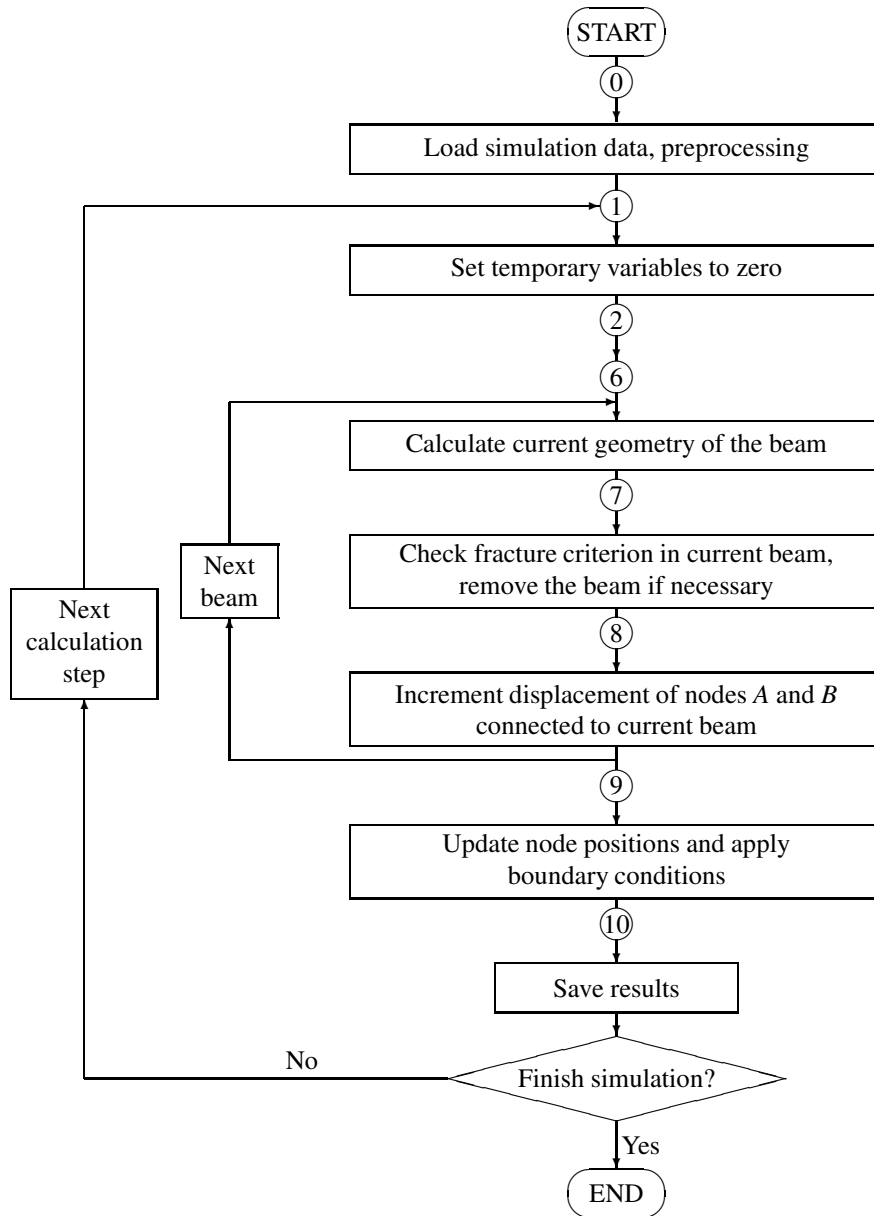 START
0
Load simulation data, preprocessing
1
Set temporary variables to zero
2
6
Calculate current geometry of the beam
7
Next
beam
Check fracture criterion in current beam,
remove the beam if necessary
Next
calculation
step
8
Increment displacement of nodes A and B
connected to current beam
9
Update node positions and apply
boundary conditions
10
Save results
No
Finish simulation?
Yes
END